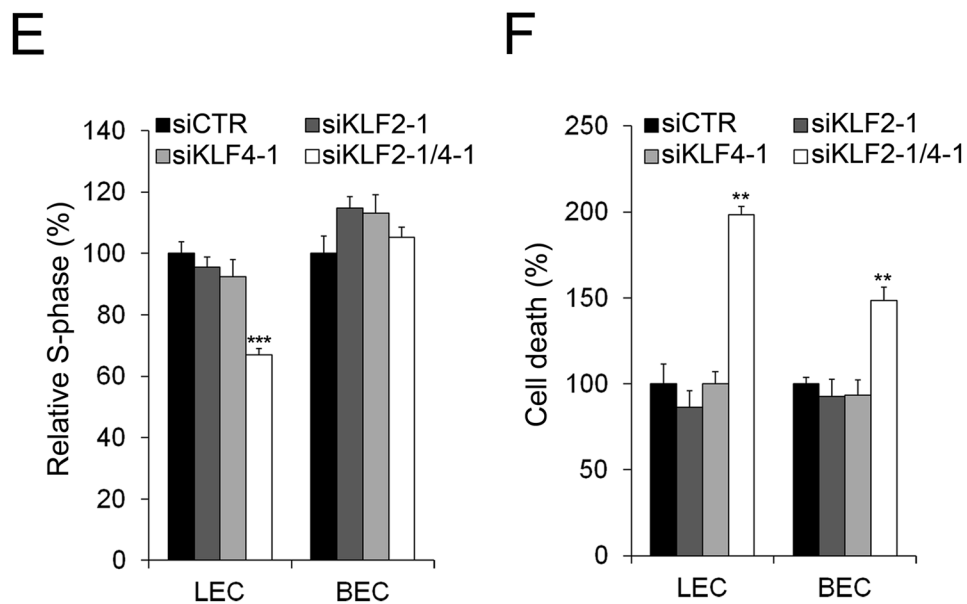 E
F
siCTR siKLF2-1
siKLF4-1 siKLF2-1/4-1
Relative S-phase (%)
140
120
100
80
60
40
20
0
***
LEC BEC
siCTR siKLF2-1
siKLF4-1 siKLF2-1/4-1
Cell death (%)
250
200
150
100
50
0
**
**
LEC BEC